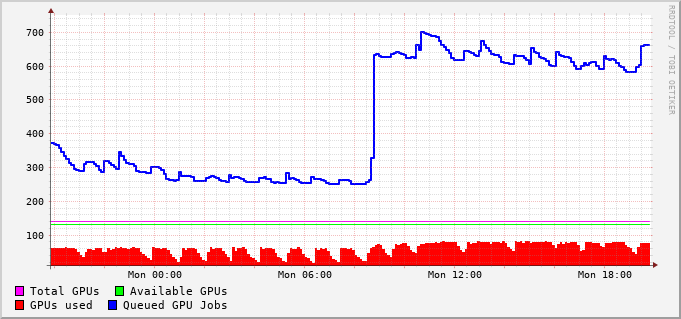 RRDTOOL / TOBI OETIKER
700
600
500
400
300
200
100
Mon 00:00 Mon 06:00 Mon 12:00 Mon 18:00
Total GPUs Available GPUs
GPUs used Queued GPU Jobs